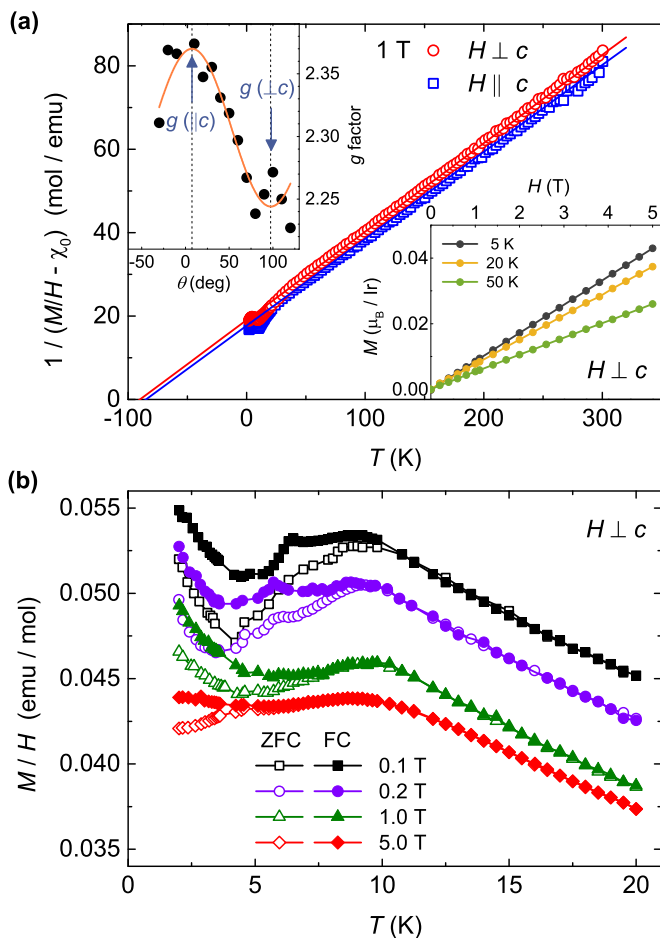 (a)
1 T H ⊥ c
H || c
g (||c)
g (⊥c)
2.35
2.30
2.25
g factor
-50 0 50 100
θ (deg)
80
60
40
20
0
1 / (M/H - χ0) (mol / emu)
-100 0 100 200 300
T (K)
H (T)
0 1 2 3 4 5
5 K
20 K
50 K
0.04
0.02
0.00
M (μB / Ir)
H ⊥ c
(b)
H ⊥ c
0.055
0.050
0.045
0.040
0.035
M / H (emu / mol)
ZFC FC
0.1 T
0.2 T
1.0 T
5.0 T
0 5 10 15 20
T (K)